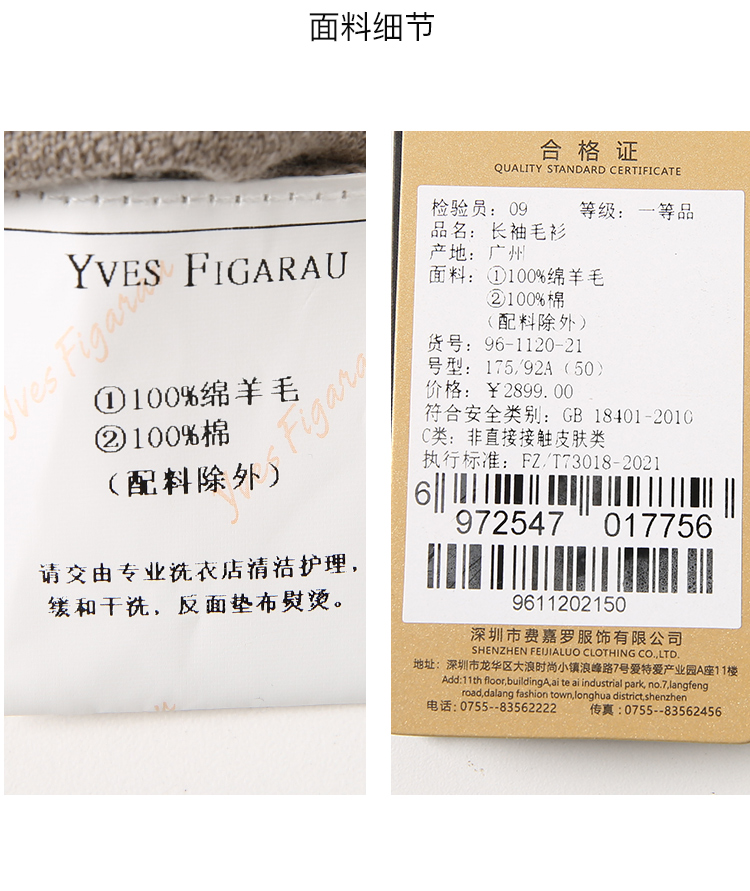 面料细节
YVES FIGARAU
Yves Figarau
Yves Figarau
Yves Figarau
①100%绵羊毛
②100%棉
（配料除外）
请交由专业洗衣店清洁护理，
缓和干洗，反面垫布熨烫。
合格证
QUALITY STANDARD CERTIFICATE
检验员：09 等级：一等品
品名：长袖毛衫
产地：广州
面料：①100%绵羊毛
②100%棉
（配料除外）
货号：96-1120-21
号型：175/92A（50）
价格：￥2899.00
符合安全类别：GB 18401-2010
C类：非直接接触皮肤类
执行标准：FZ/T73018-2021
6 972547 017756
9611202150
深圳市费嘉罗服饰有限公司
SHENZHEN FEIJIALUO CLOTHING CO.,LTD.
地址：深圳市龙华区大浪时尚小镇浪峰路7号爱特爱产业园A座11楼
Add:11th floor,buildingA,ai te ai industrial park, no.7,langfeng
road,dalang fashion town,longhua district,shenzhen
电话：0755--83562222 传真：0755--83562456